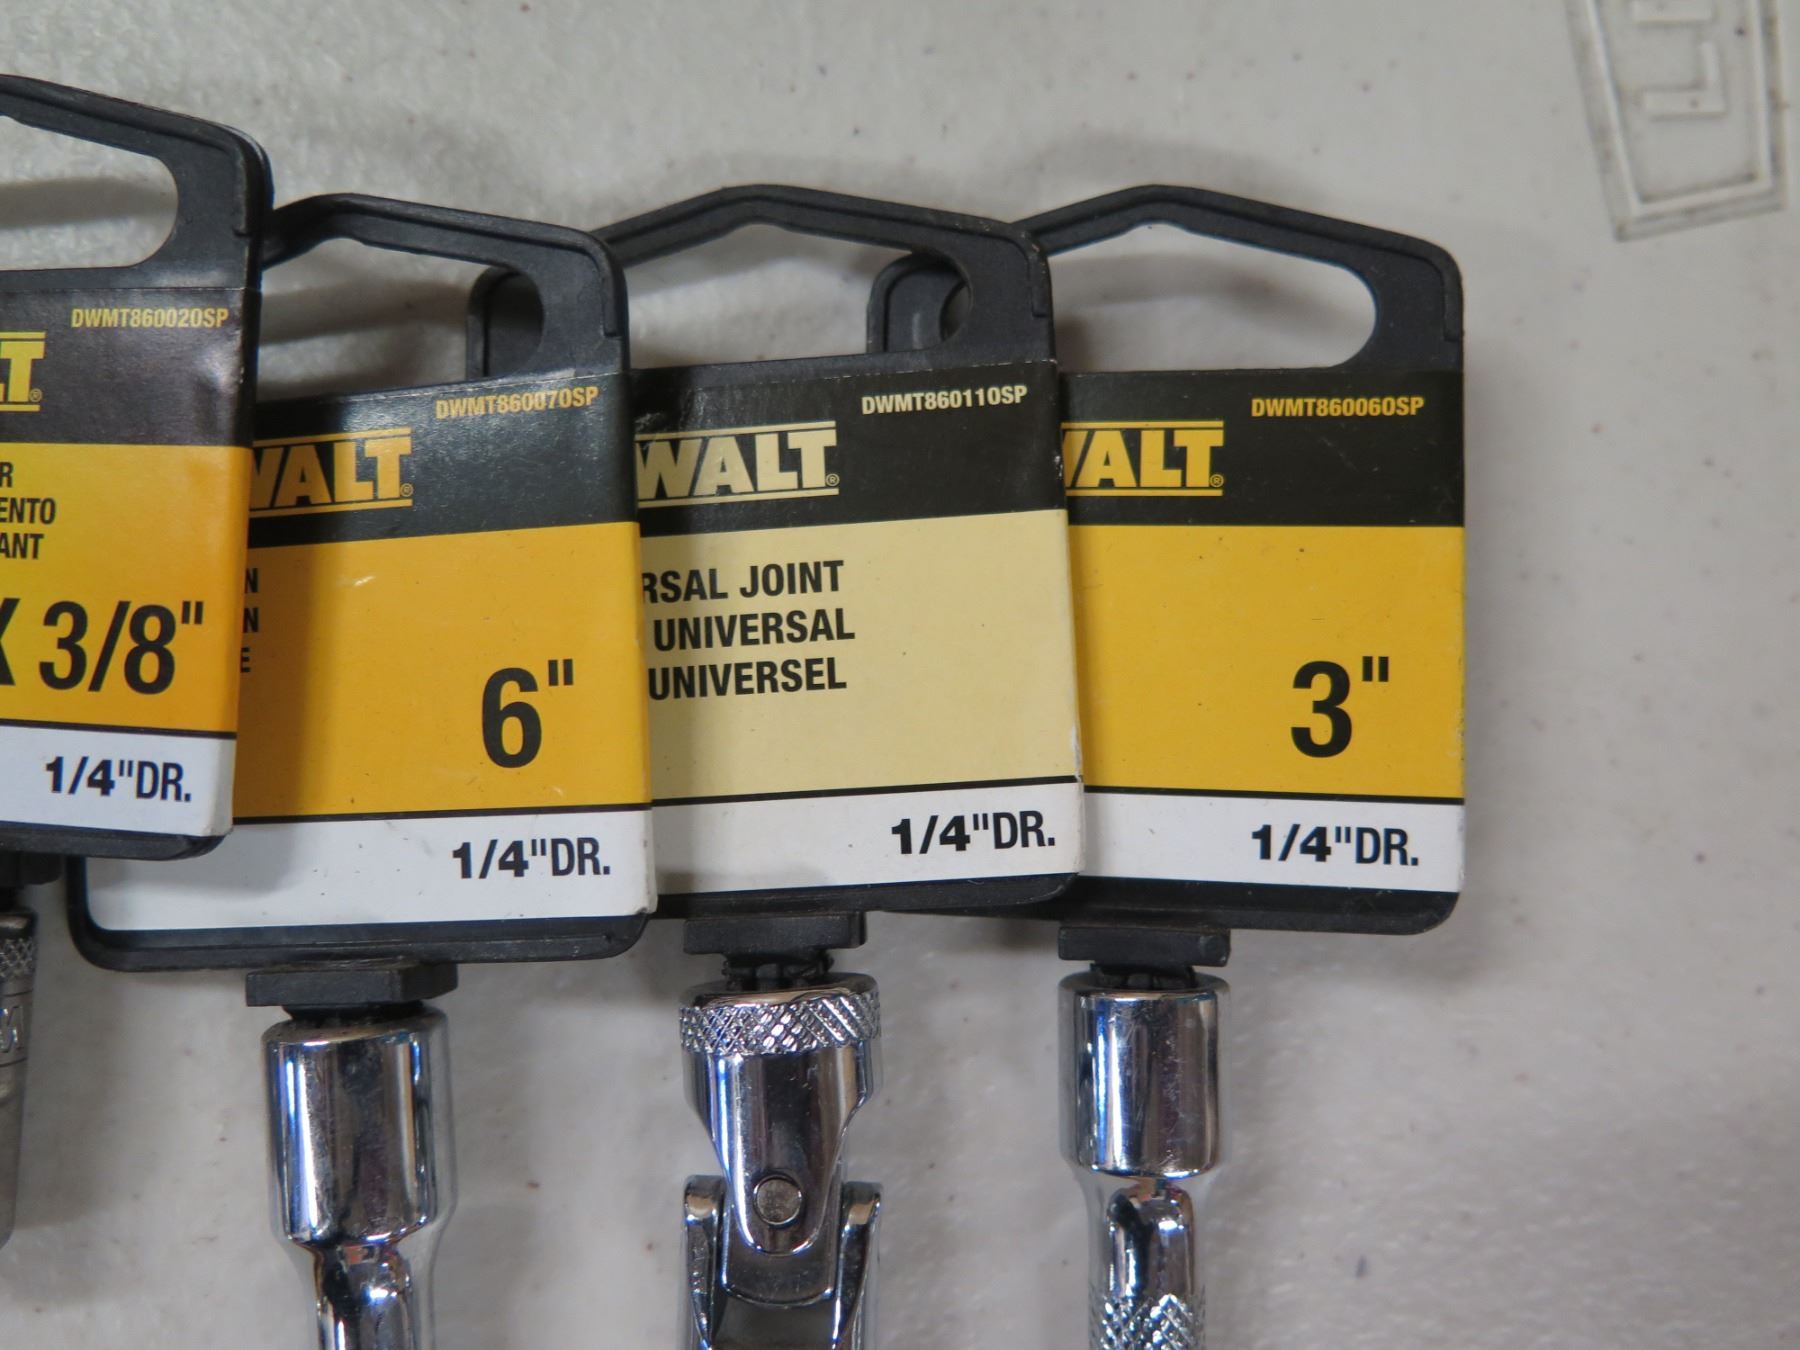 DWMT86002OSP
LT®
R
ENTO
ANT
X 3/8"
1/4"DR.
DWMT86007OSP
WALT®
N
N
E
6"
1/4"DR.
DWMT86011OSP
WALT®
RSAL JOINT
UNIVERSAL
UNIVERSEL
1/4"DR.
DWMT86006OSP
WALT®
3"
1/4"DR.